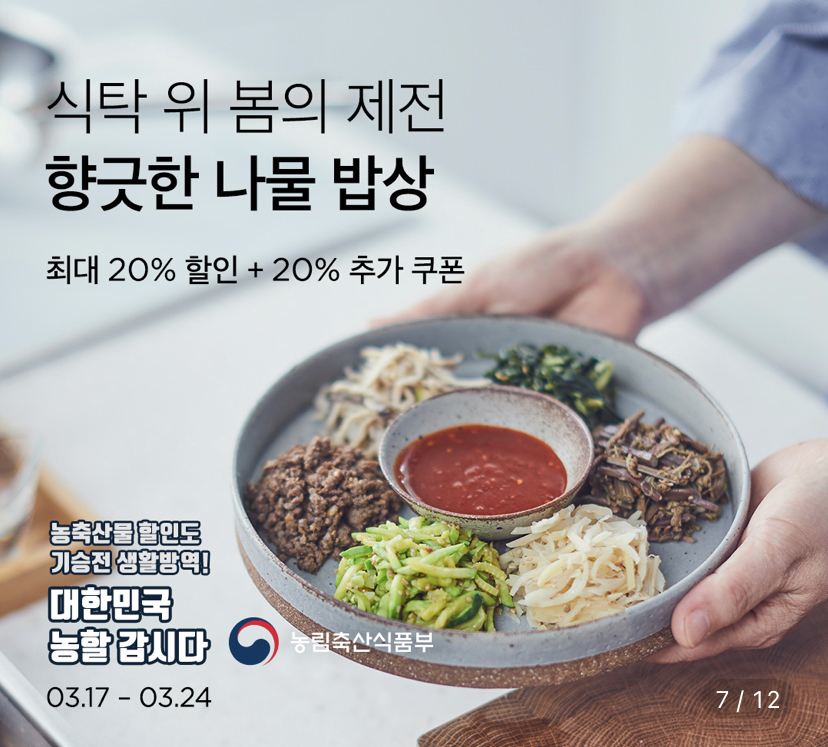 식탁 위 봄의 제전
향긋한 나물 밥상
최대 20% 할인 + 20% 추가 쿠폰
농축산물 할인도
기승전 생활방역!
대한민국
농할 갑시다
농림축산식품부
03.17 – 03.24
7 / 12